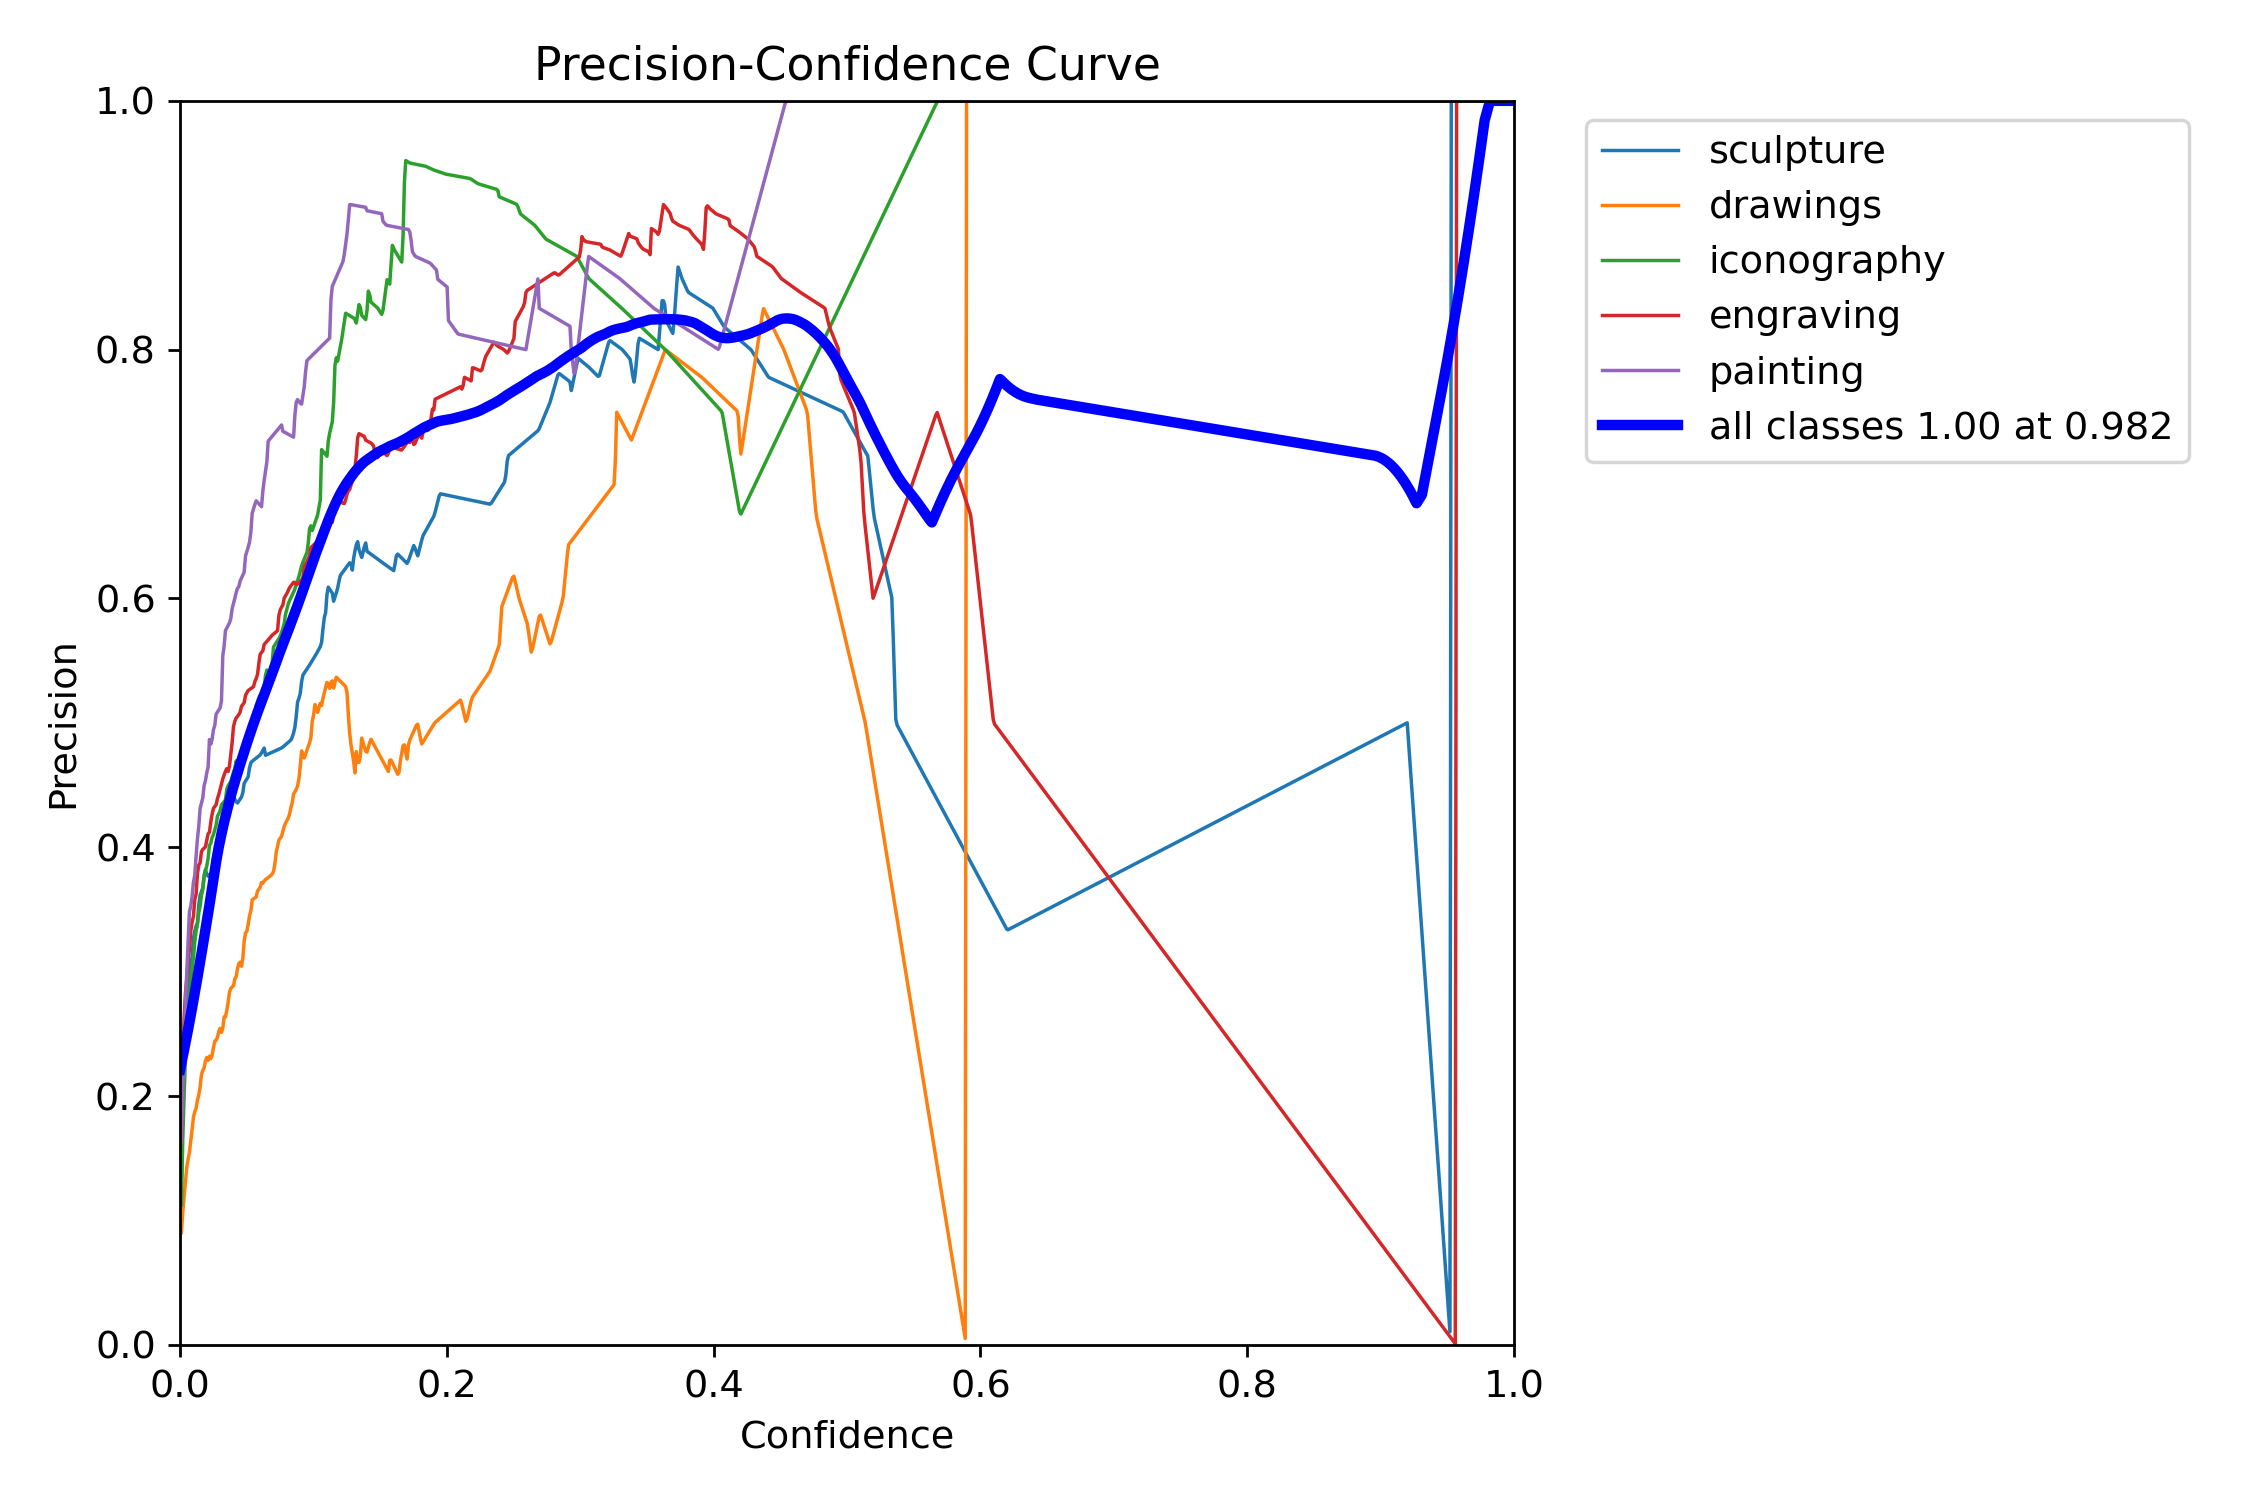 Precision-Confidence Curve
1.0
0.8
0.6
0.4
0.2
0.0
Precision
0.0 0.2 0.4 0.6 0.8 1.0
Confidence
sculpture
drawings
iconography
engraving
painting
all classes 1.00 at 0.982